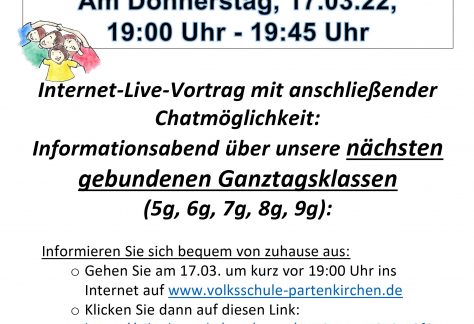 Am Donnerstag, 17.03.22,
19:00 Uhr - 19:45 Uhr
Internet-Live-Vortrag mit anschließender
Chatmöglichkeit:
Informationsabend über unsere nächsten
gebundenen Ganztagsklassen
(5g, 6g, 7g, 8g, 9g):
Informieren Sie sich bequem von zuhause aus:
o Gehen Sie am 17.03. um kurz vor 19:00 Uhr ins
Internet auf www.volksschule-partenkirchen.de
o Klicken Sie dann auf diesen Link: